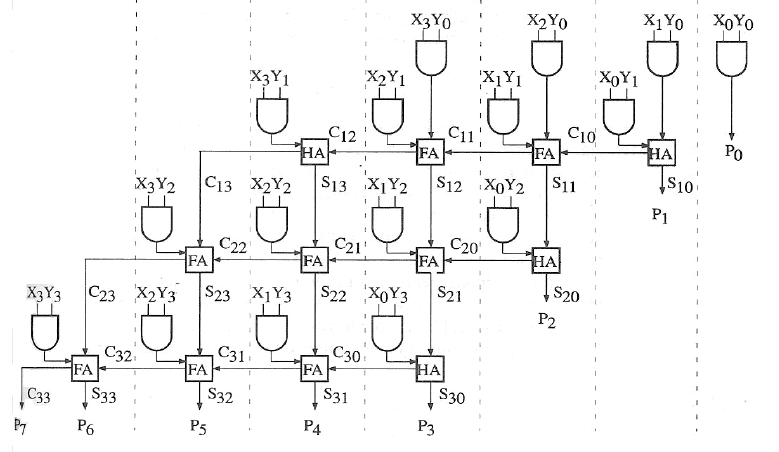 X3Y0 X2Y0 X1Y0 X0Y0
X3Y1 X2Y1 X1Y1 X0Y1
C12 C11 C10
HA FA FA HA
P0
C13 S13 S12 S11 S10
X3Y2 X2Y2 X1Y2 X0Y2
P1
C22 C21 C20
FA FA FA HA
C23 S23 S22 S21 S20
X3Y3 X2Y3 X1Y3 X0Y3
P2
C32 C31 C30
FA FA FA HA
C33 S33 S32 S31 S30
P7 P6 P5 P4 P3